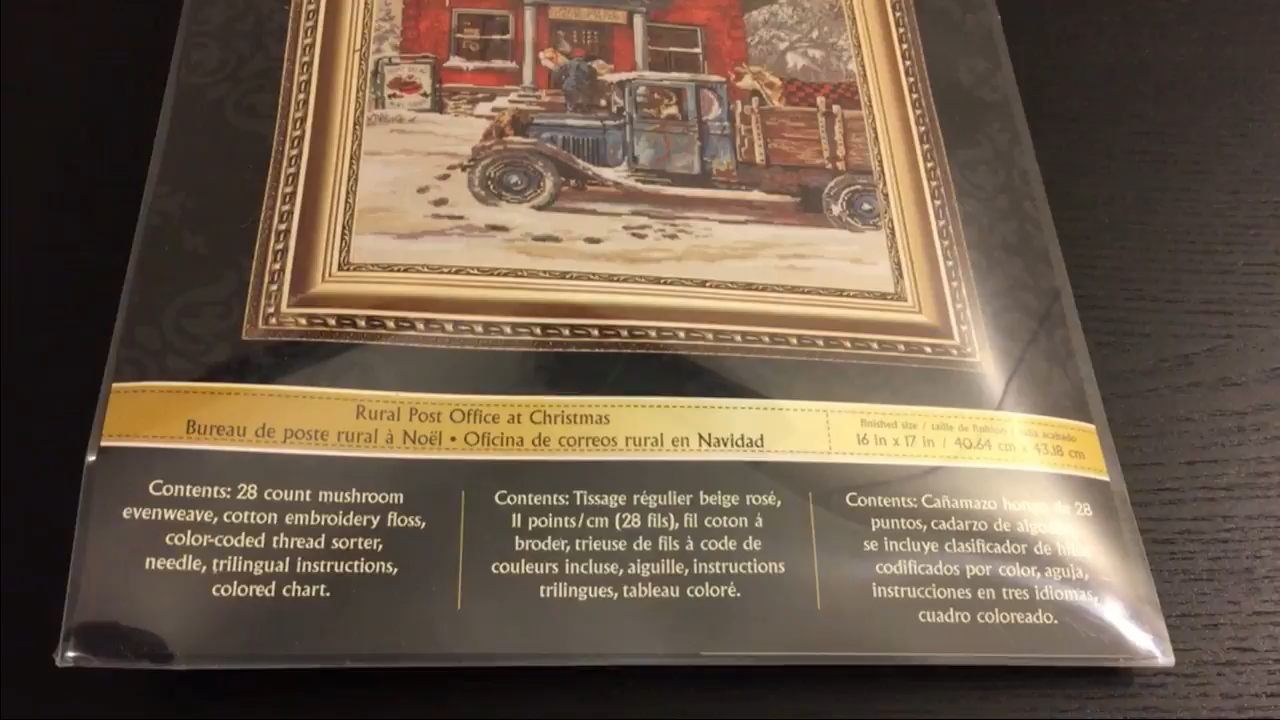 Rural Post Office at Christmas
Bureau de poste rural à Noël • Oficina de correos rural en Navidad
finished size / taille de finition acabado
16 in x 17 in / 40.64 cm x 43.18 cm
Contents: 28 count mushroom
evenweave, cotton embroidery floss,
color-coded thread sorter,
needle, trilingual instructions,
colored chart.
Contents: Tissage régulier beige rosé,
11 points/cm (28 fils), fil coton á
broder, trieuse de fils à code de
couleurs incluse, aiguille, instructions
trilingues, tableau coloré.
Contents: Cañamazo hongo de 28
puntos, cadarzo de
se incluye clasificador de
codificados por color, aguja,
instrucciones en tres idiomas,
cuadro coloreado.